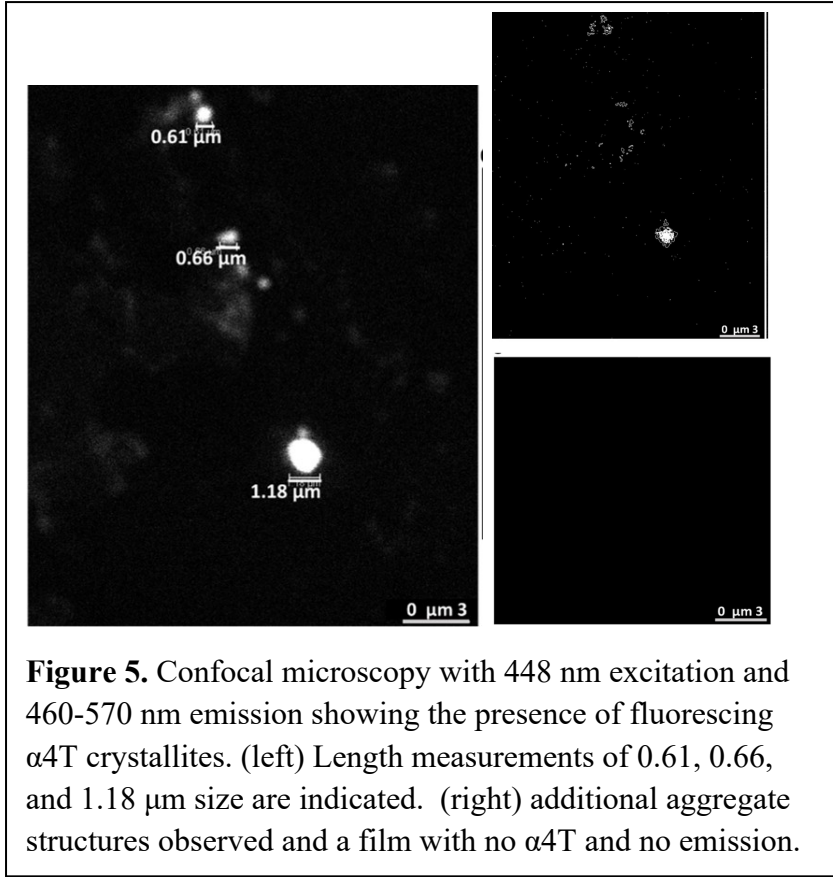 0.61 μm
0.66 μm
1.18 μm
0 μm 3
0 μm 3
0 μm 3
Figure 5. Confocal microscopy with 448 nm excitation and
460-570 nm emission showing the presence of fluorescing
α4T crystallites. (left) Length measurements of 0.61, 0.66,
and 1.18 μm size are indicated.  (right) additional aggregate
structures observed and a film with no α4T and no emission.